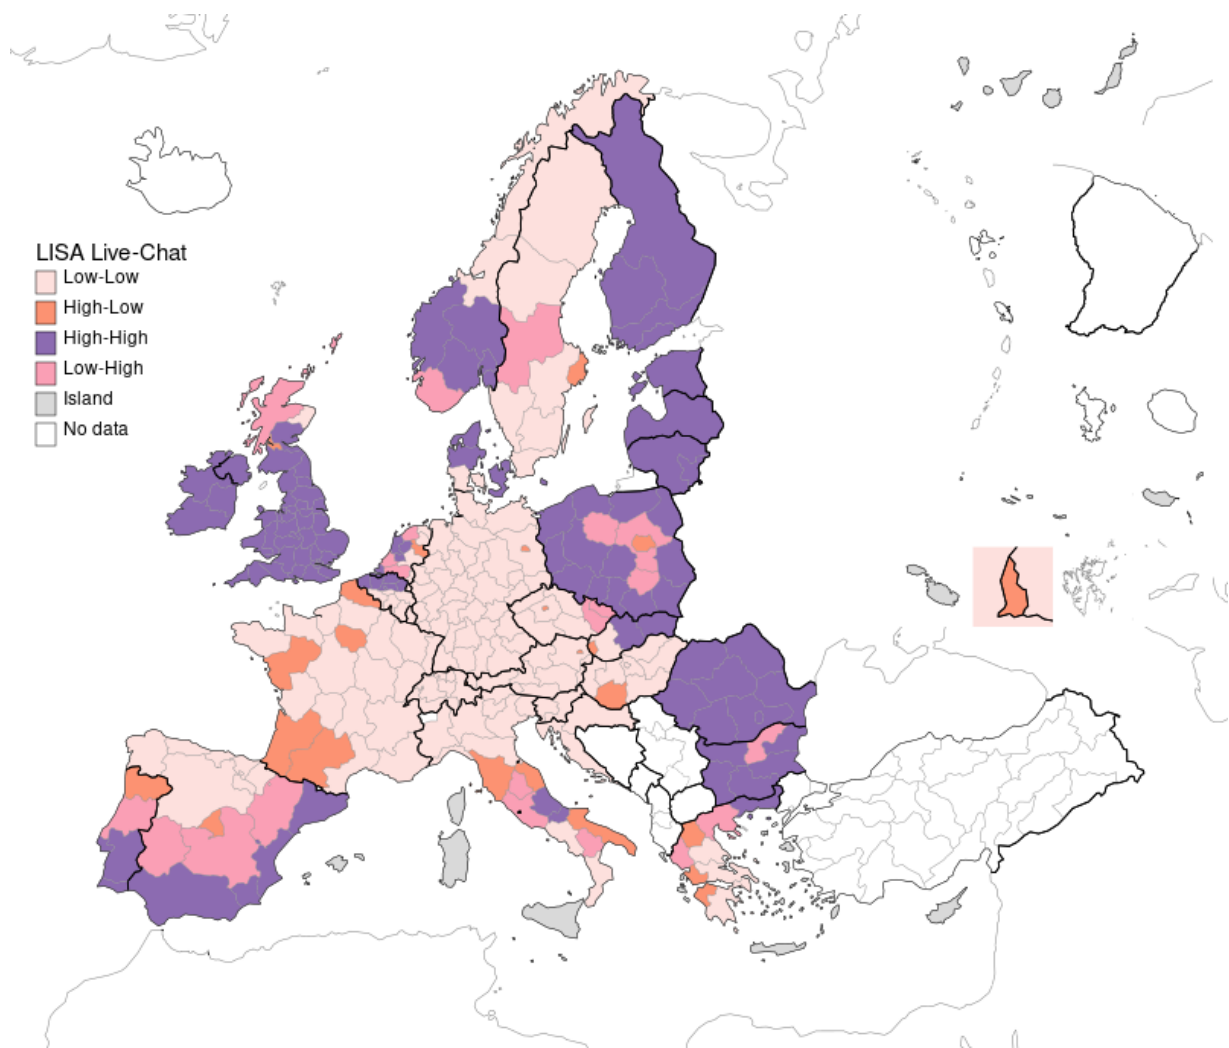 LISA Live-Chat
Low-Low
High-Low
High-High
Low-High
Island
No data